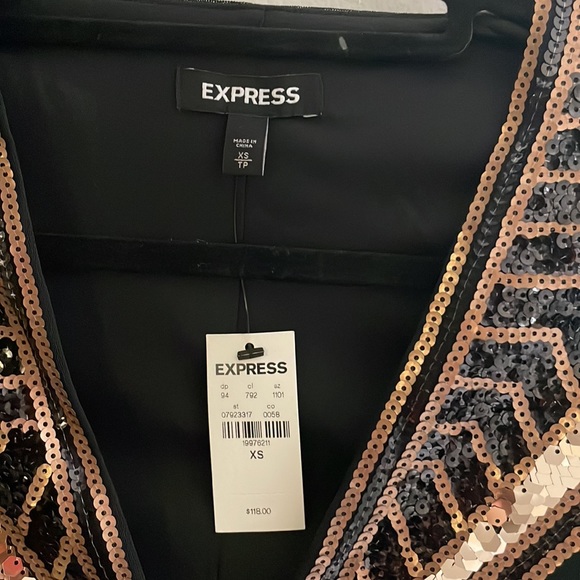 EXPRESS
MADE IN
CHINA
XS
TP
EXPRESS
dp cl sz
94 792 1101
st co
07923317 0058
19976211
XS
$118.00